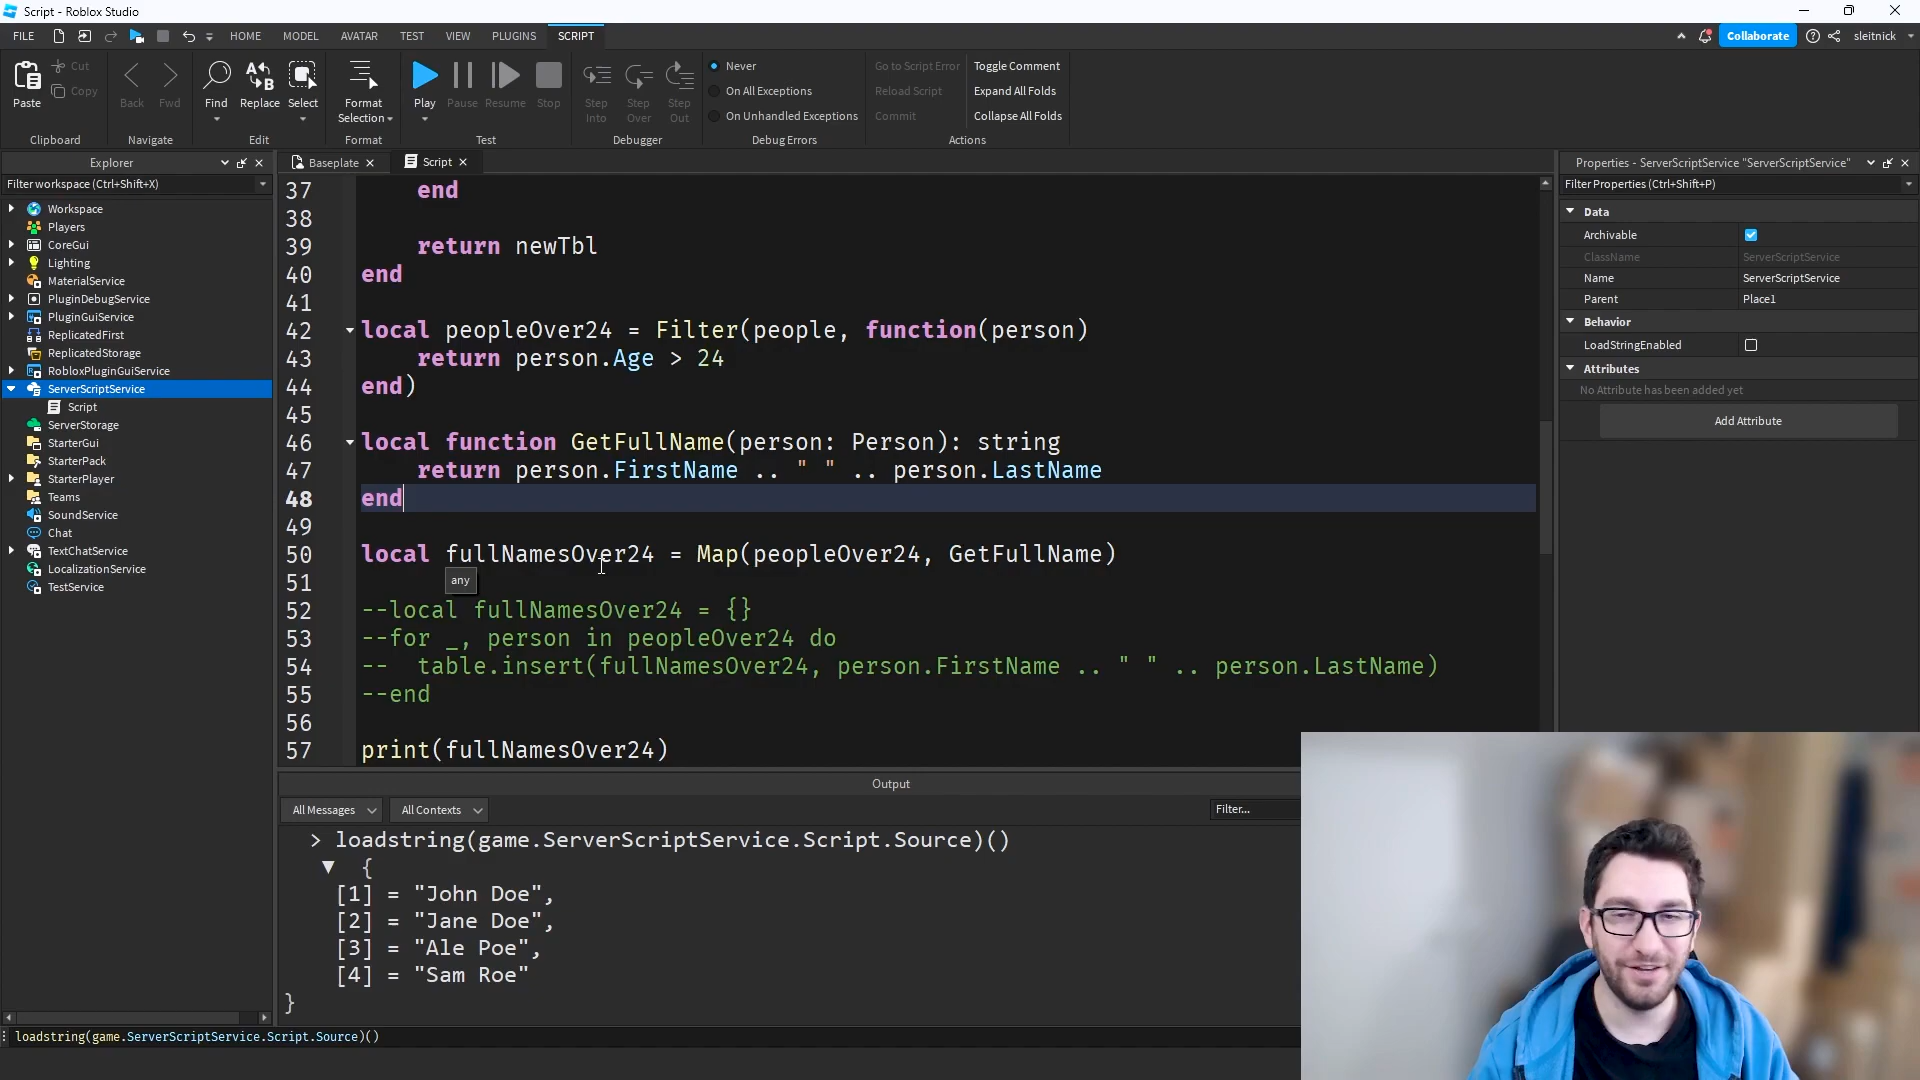 Script - Roblox Studio
FILE
HOME
MODEL
AVATAR
TEST
VIEW
PLUGINS
SCRIPT
Collaborate
sleitnick
Paste
Cut
Copy
Clipboard
Back
Fwd
Navigate
Find
Replace
Select
Edit
Format
Selection
Format
Play
Pause
Resume
Stop
Test
Step
Into
Step
Over
Step
Out
Debugger
Never
On All Exceptions
On Unhandled Exceptions
Debug Errors
Go to Script Error
Reload Script
Commit
Toggle Comment
Expand All Folds
Collapse All Folds
Actions
Explorer
Filter workspace (Ctrl+Shift+X)
Workspace
Players
CoreGui
Lighting
MaterialService
PluginDebugService
PluginGuiService
ReplicatedFirst
ReplicatedStorage
RobloxPluginGuiService
ServerScriptService
Script
ServerStorage
StarterGui
StarterPack
StarterPlayer
Teams
SoundService
Chat
TextChatService
LocalizationService
TestService
Baseplate
Script
37 end
38
39 return newTbl
40 end
41
42 local peopleOver24 = Filter(people, function(person)
43 return person.Age > 24
44 end)
45
46 local function GetFullName(person: Person): string
47 return person.FirstName .. " " .. person.LastName
48 end
49
50 local fullNamesOver24 = Map(peopleOver24, GetFullName)
any
51
52 --local fullNamesOver24 = {}
53 --for _, person in peopleOver24 do
54 -- table.insert(fullNamesOver24, person.FirstName .. " " .. person.LastName)
55 --end
56
57 print(fullNamesOver24)
Output
All Messages
All Contexts
Filter...
> loadstring(game.ServerScriptService.Script.Source)()
{
[1] = "John Doe",
[2] = "Jane Doe",
[3] = "Ale Poe",
[4] = "Sam Roe"
}
loadstring(game.ServerScriptService.Script.Source)()
Properties - ServerScriptService "ServerScriptService"
Filter Properties (Ctrl+Shift+P)
Data
Archivable
ClassName ServerScriptService
Name ServerScriptService
Parent Place1
Behavior
LoadStringEnabled
Attributes
No Attribute has been added yet
Add Attribute